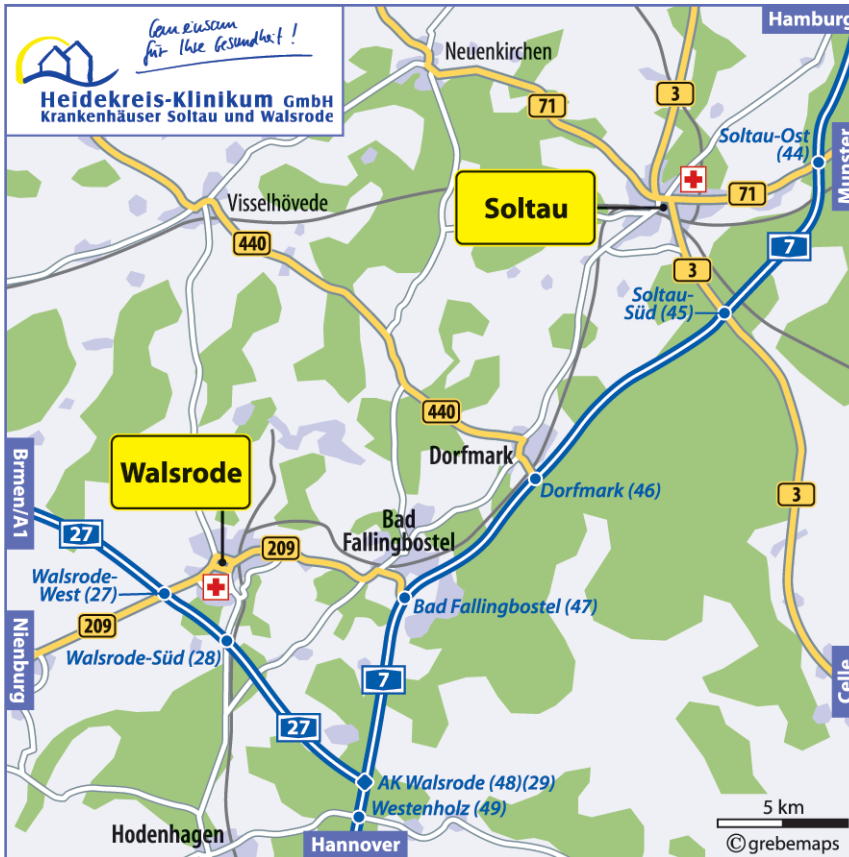 Gemeinsam
für Ihre Gesundheit!
Heidekreis-Klinikum GmbH
Krankenhäuser Soltau und Walsrode
Hamburg
Neuenkirchen
71
3
Soltau-Ost
(44)
Munster
Visselhövede
Soltau
71
440
7
3
Soltau-
Süd (45)
440
Walsrode
Dorfmark
Dorfmark (46)
3
Brmen/A1
27
Bad
Fallingbostel
209
Walsrode-
West (27)
Bad Fallingbostel (47)
209
Nienburg
Walsrode-Süd (28)
7
Celle
27
AK Walsrode (48)(29)
Westenholz (49)
5 km
Hodenhagen
Hannover
©grebemaps